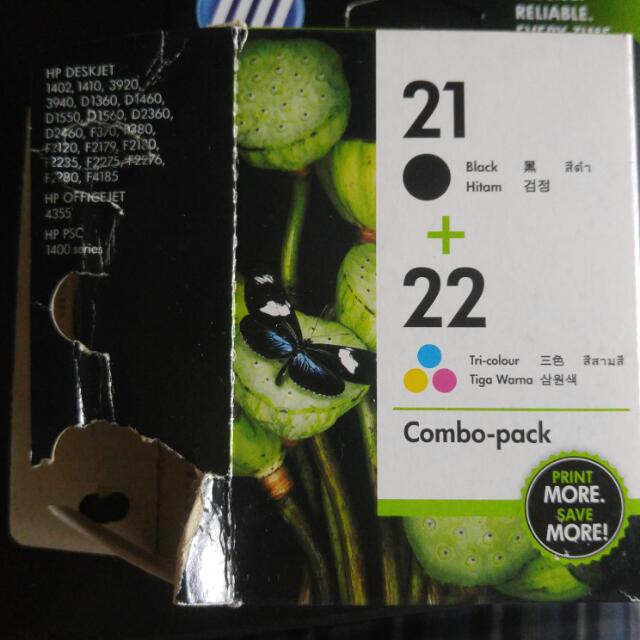 RELIABLE.
EVERY TIME
HP DESKJET
1402, 1410, 3920,
3940, D1360, D1460,
D1550, D1560, D2360,
D2460, F370, F380,
F2120, F2179, F2180,
F2235, F2275, F2276,
F2280, F4185
HP OFFICEJET
4355
HP PSC
1400 series
21
Black 黑 สีดำ
Hitam 검정
+
22
Tri-colour 三色 สีสามสี
Tiga Warna 삼원색
Combo-pack
PRINT
MORE.
SAVE
MORE!